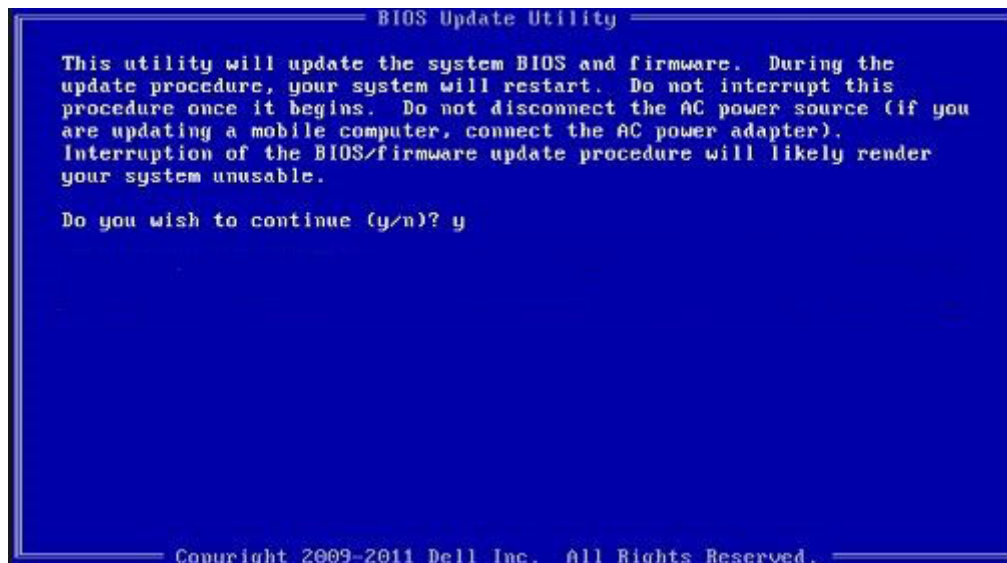 BIOS Update Utility
This utility will update the system BIOS and firmware. During the
update procedure, your system will restart. Do not interrupt this
procedure once it begins. Do not disconnect the AC power source (if you
are updating a mobile computer, connect the AC power adapter).
Interruption of the BIOS/firmware update procedure will likely render
your system unusable.
Do you wish to continue (y/n)? y
Copyright 2009-2011 Dell Inc. All Rights Reserved.